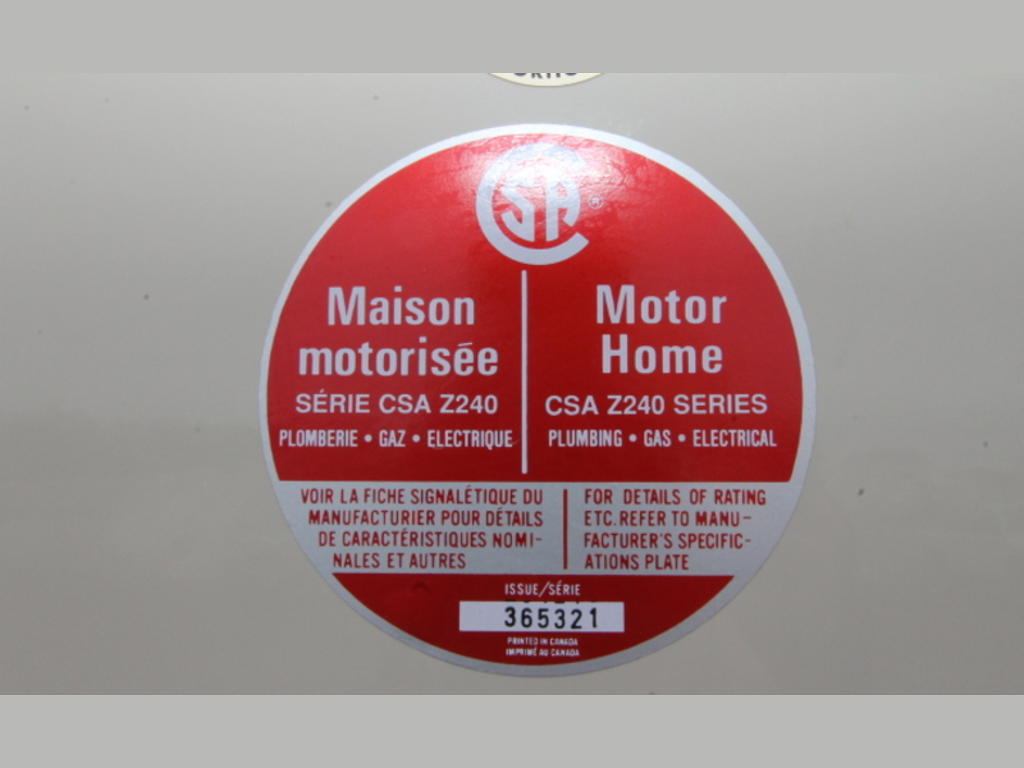 CSA ®
Maison
motorisée
SÉRIE CSA Z240
PLOMBERIE • GAZ • ELECTRIQUE
Motor
Home
CSA Z240 SERIES
PLUMBING • GAS • ELECTRICAL
VOIR LA FICHE SIGNALÉTIQUE DU
MANUFACTURIER POUR DÉTAILS
DE CARACTÉRISTIQUES NOMI-
NALES ET AUTRES
FOR DETAILS OF RATING
ETC. REFER TO MANU-
FACTURER'S SPECIFIC-
ATIONS PLATE
ISSUE/SÉRIE
365321
PRINTED IN CANADA
IMPRIMÉ AU CANADA